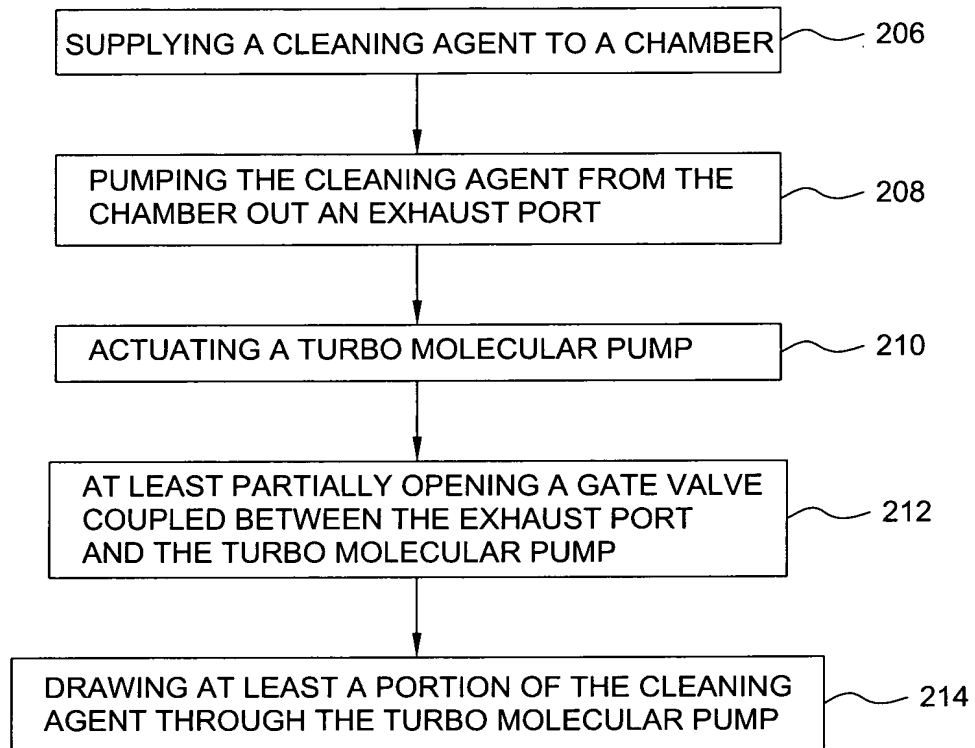 SUPPLYING A CLEANING AGENT TO A CHAMBER
206
PUMPING THE CLEANING AGENT FROM THE
CHAMBER OUT AN EXHAUST PORT
208
ACTUATING A TURBO MOLECULAR PUMP
210
AT LEAST PARTIALLY OPENING A GATE VALVE
COUPLED BETWEEN THE EXHAUST PORT
AND THE TURBO MOLECULAR PUMP
212
DRAWING AT LEAST A PORTION OF THE CLEANING
AGENT THROUGH THE TURBO MOLECULAR PUMP
214